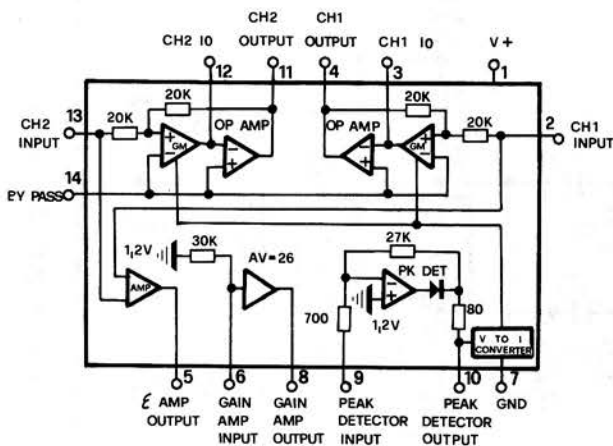 CH2 I0
CH2 OUTPUT
CH1 OUTPUT
CH1 I0
V +
12
11
4
3
1
20K
20K
13
CH2 INPUT
20K
OP AMP
GM
OP AMP
GM
20K
2
CH1 INPUT
14
BY PASS
1,2V
30K
AV=26
AMP
27K
PK DET
1,2V
700
80
V TO I CONVERTER
5
6
8
9
10
7
Ɛ AMP OUTPUT
GAIN AMP INPUT
GAIN AMP OUTPUT
PEAK DETECTOR INPUT
PEAK DETECTOR OUTPUT
GND